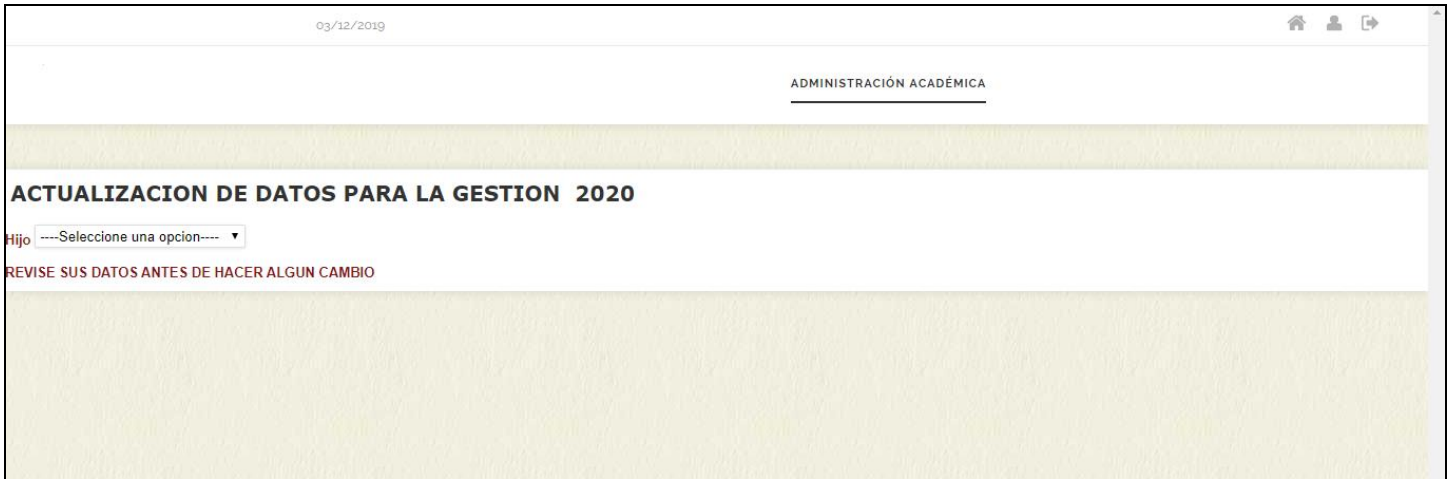 03/12/2019
ADMINISTRACIÓN ACADÉMICA
ACTUALIZACION DE DATOS PARA LA GESTION 2020
Hijo ----Seleccione una opcion----
REVISE SUS DATOS ANTES DE HACER ALGUN CAMBIO